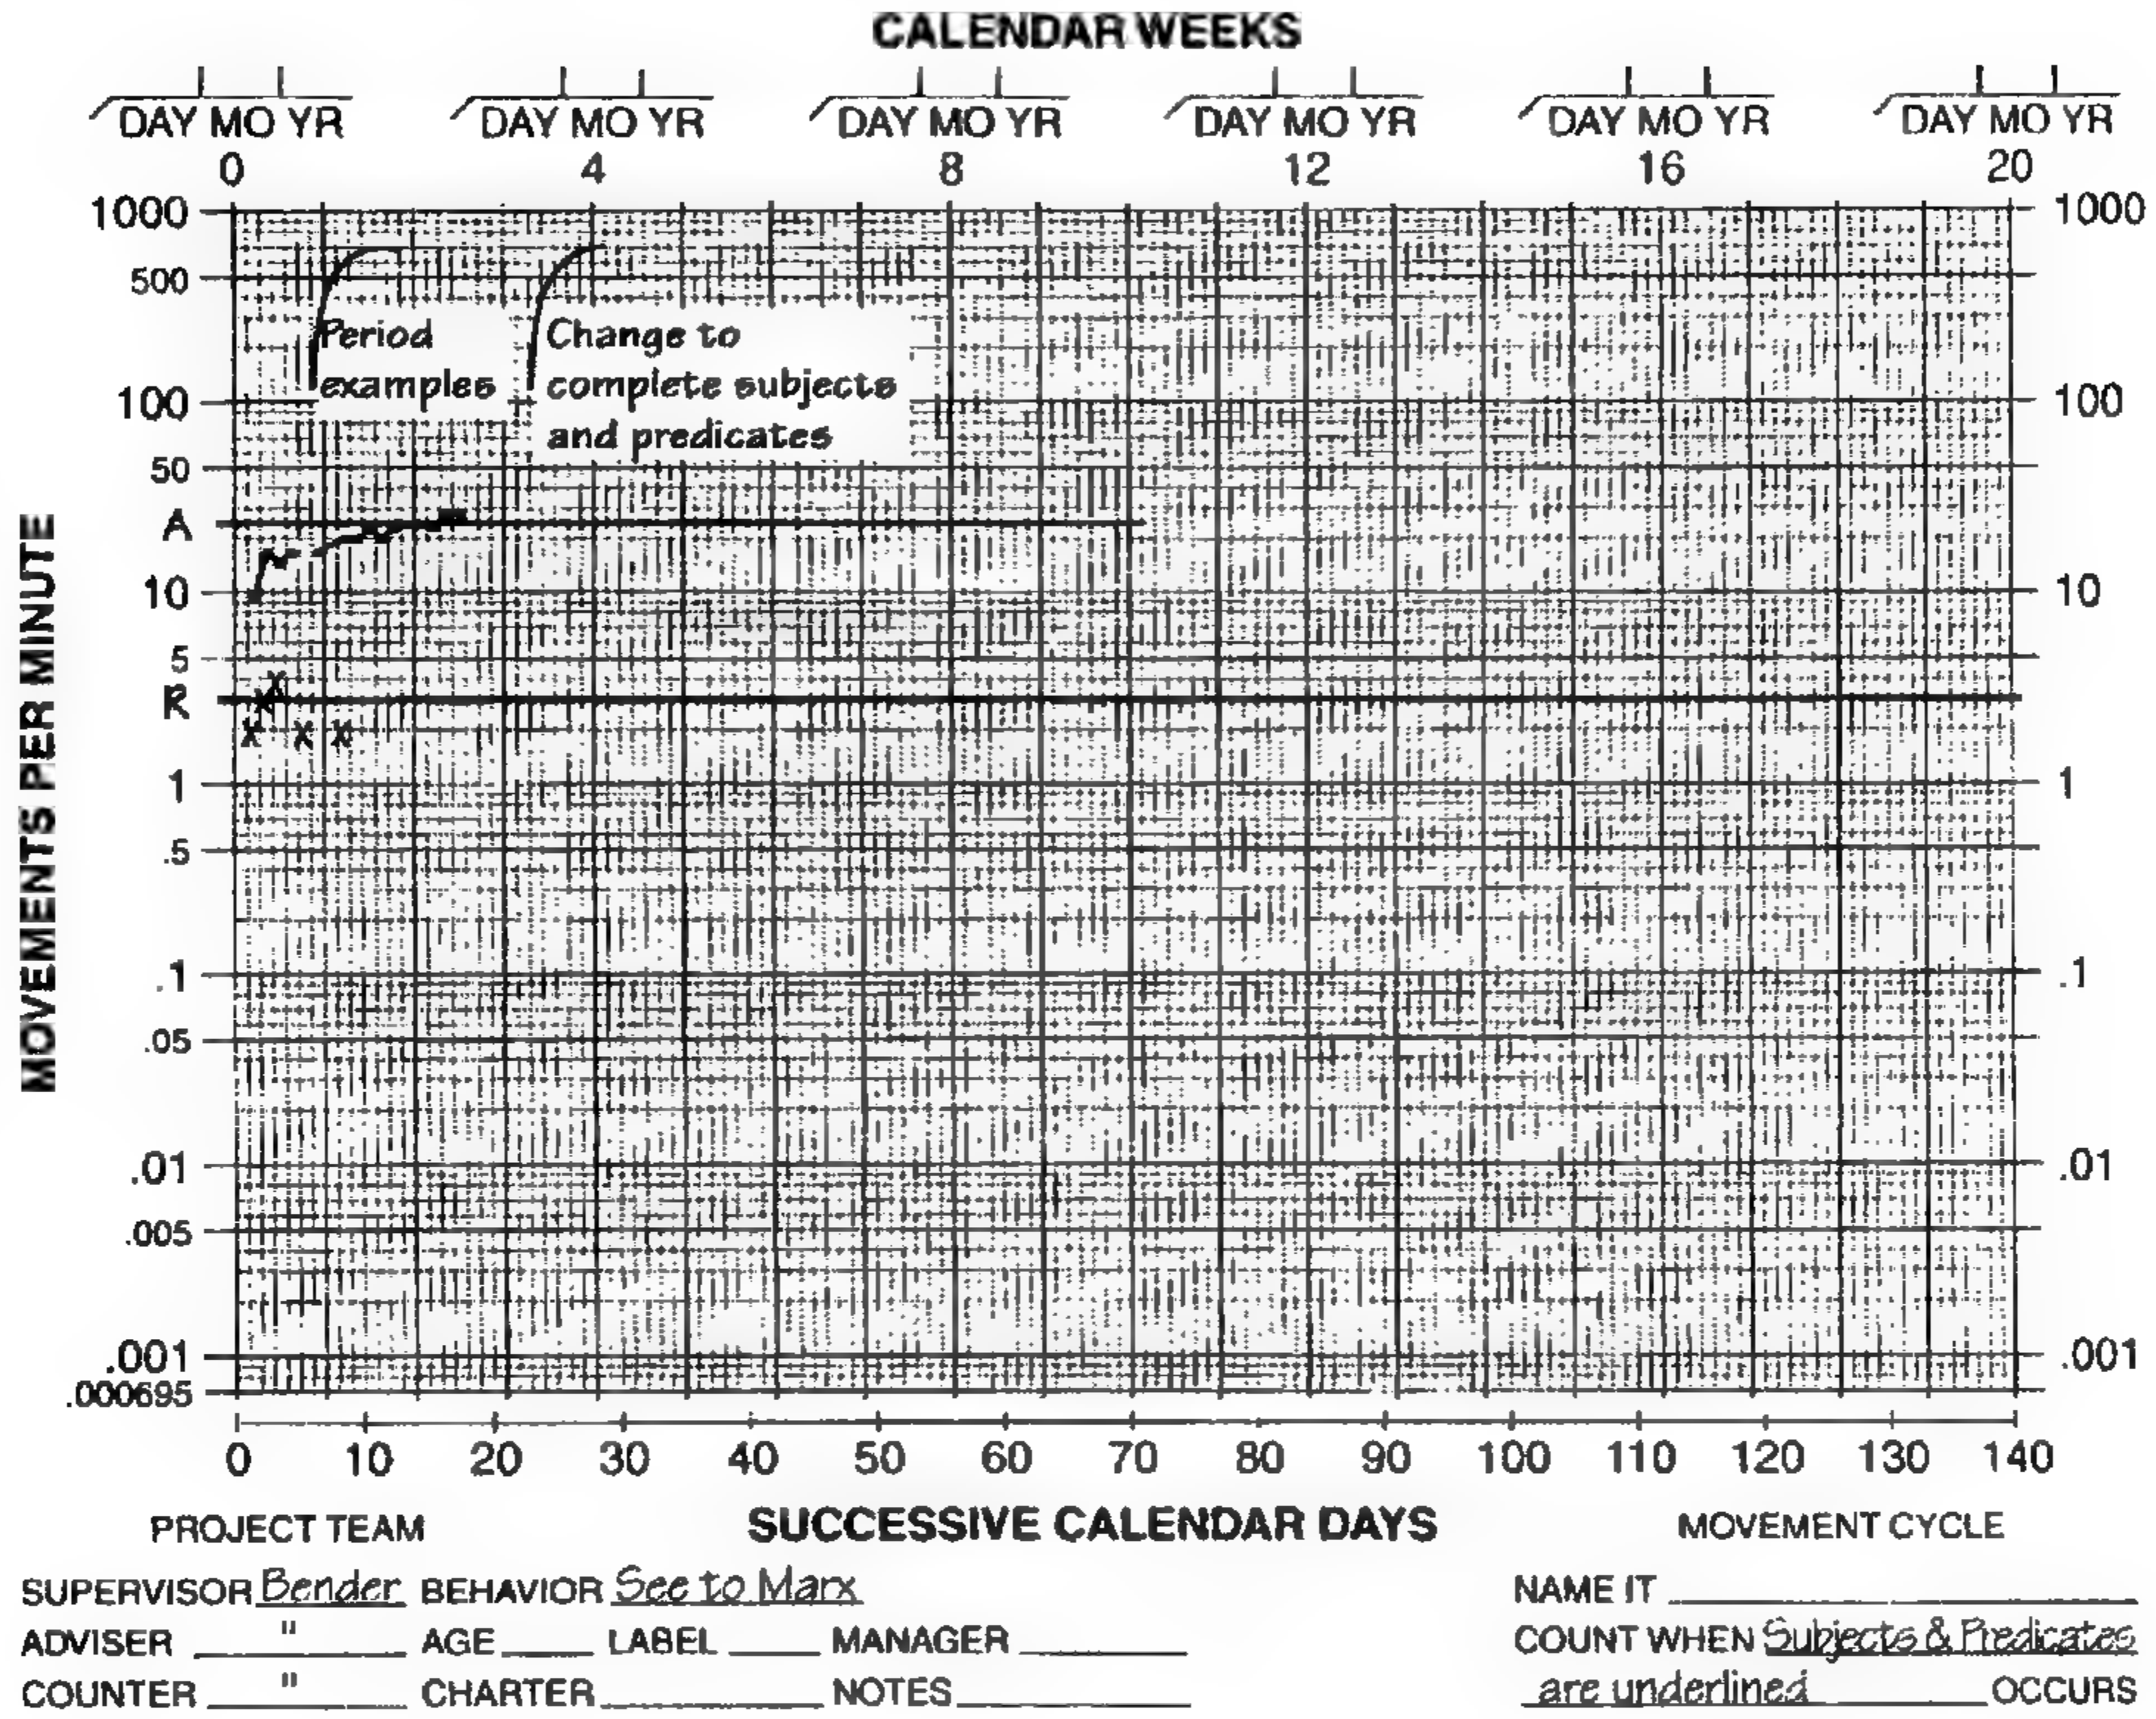 CALENDAR WEEKS
DAY MO YR DAY MO YR DAY MO YR DAY MO YR DAY MO YR DAY MO YR
0 4 8 12 16 20
1000 1000
500
Period Change to
examples complete subjects
100 100
and predicates
50
A
10 10
5
R
1 1
.5
.1 .1
.05
.01 .01
.005
.001 .001
.000695
MOVEMENTS PER MINUTE
0 10 20 30 40 50 60 70 80 90 100 110 120 130 140
PROJECT TEAM SUCCESSIVE CALENDAR DAYS MOVEMENT CYCLE
SUPERVISOR Bender BEHAVIOR See to Marx NAME IT
ADVISER " AGE LABEL MANAGER COUNT WHEN Subjects & Predicates
COUNTER " CHARTER NOTES are underlined OCCURS